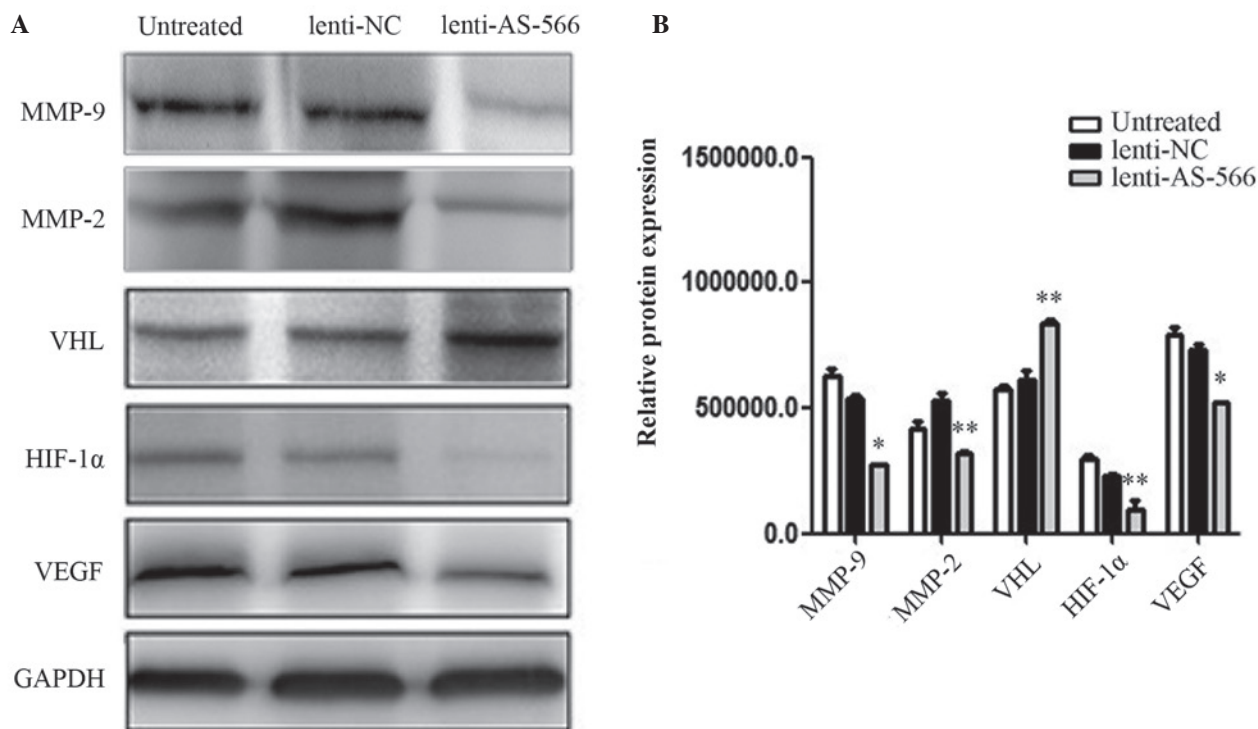 A
Untreated lenti-NC lenti-AS-566
MMP-9
MMP-2
VHL
HIF-1α
VEGF
GAPDH
B
Untreated
lenti-NC
lenti-AS-566
Relative protein expression
1500000.0
1000000.0
500000.0
0.0
*
**
**
**
*
MMP-9
MMP-2
VHL
HIF-1α
VEGF